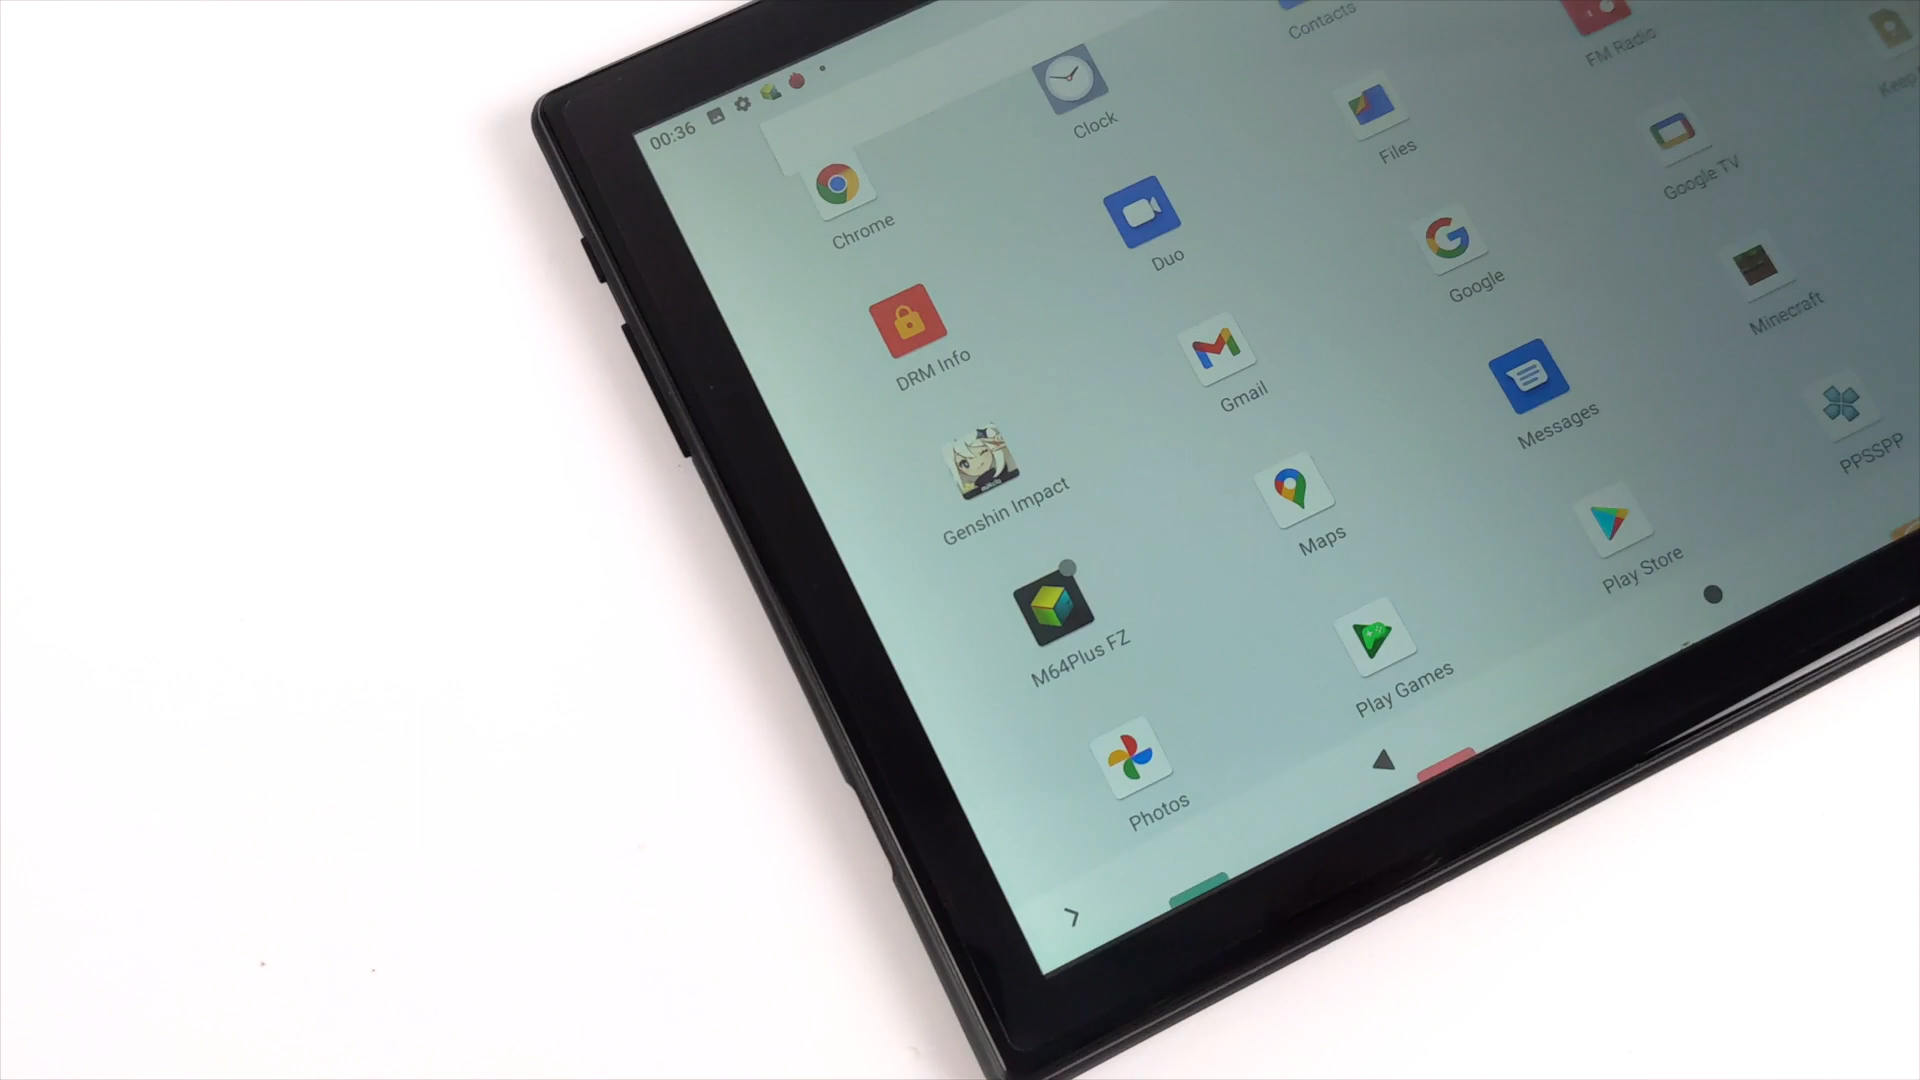 00:36
Contacts
FM Radio
Keep
Clock
Files
Google TV
Chrome
Duo
Google
Minecraft
DRM Info
Gmail
Messages
PPSSPP
Genshin Impact
Maps
Play Store
M64Plus FZ
Play Games
Photos